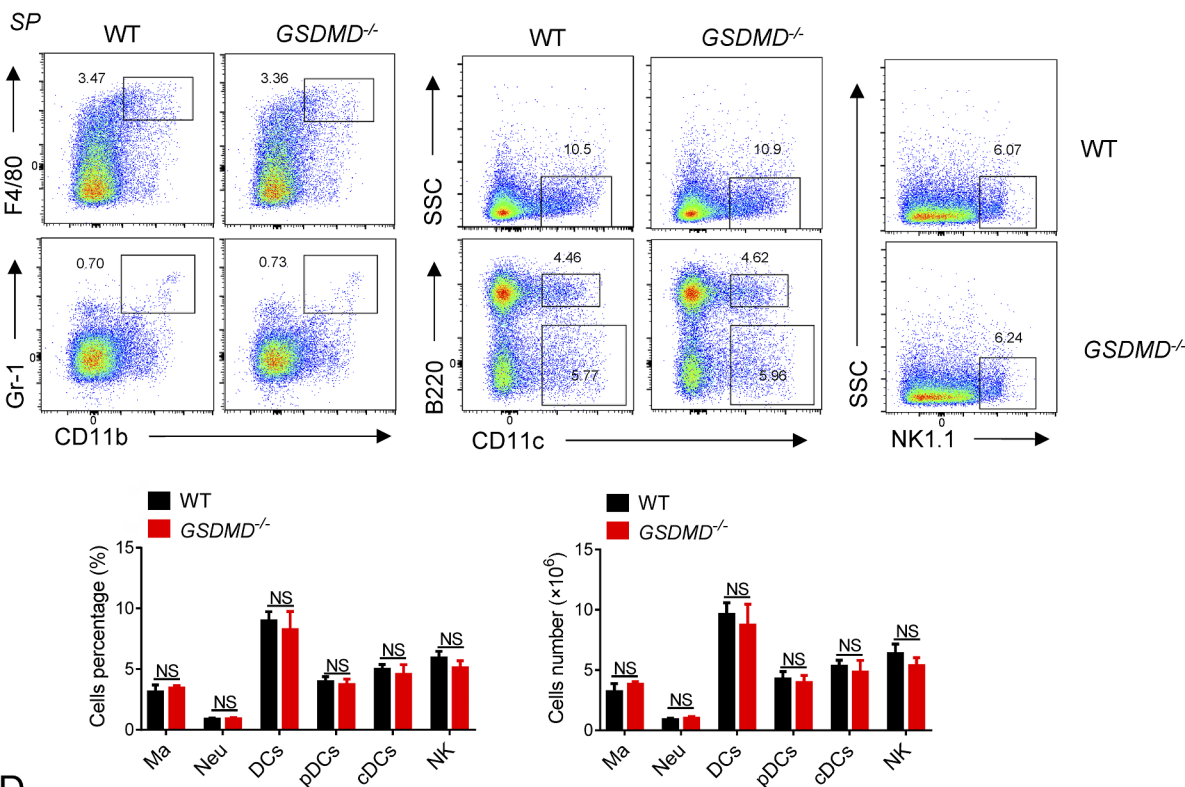 SP
WT
GSDMD-/-
WT
GSDMD-/-
3.47
3.36
F4/80
0
10.5
10.9
SSC
6.07
WT
0.70
0.73
Gr-1
0
0
CD11b
4.46
4.62
5.77
5.96
B220
0
0
CD11c
6.24
GSDMD-/-
SSC
0
NK1.1
WT
GSDMD-/-
Cells percentage (%)
15
10
5
0
NS
NS
NS
NS
NS
NS
Ma
Neu
DCs
pDCs
cDCs
NK
WT
GSDMD-/-
Cells number (×10⁶)
15
10
5
0
NS
NS
NS
NS
NS
NS
Ma
Neu
DCs
pDCs
cDCs
NK